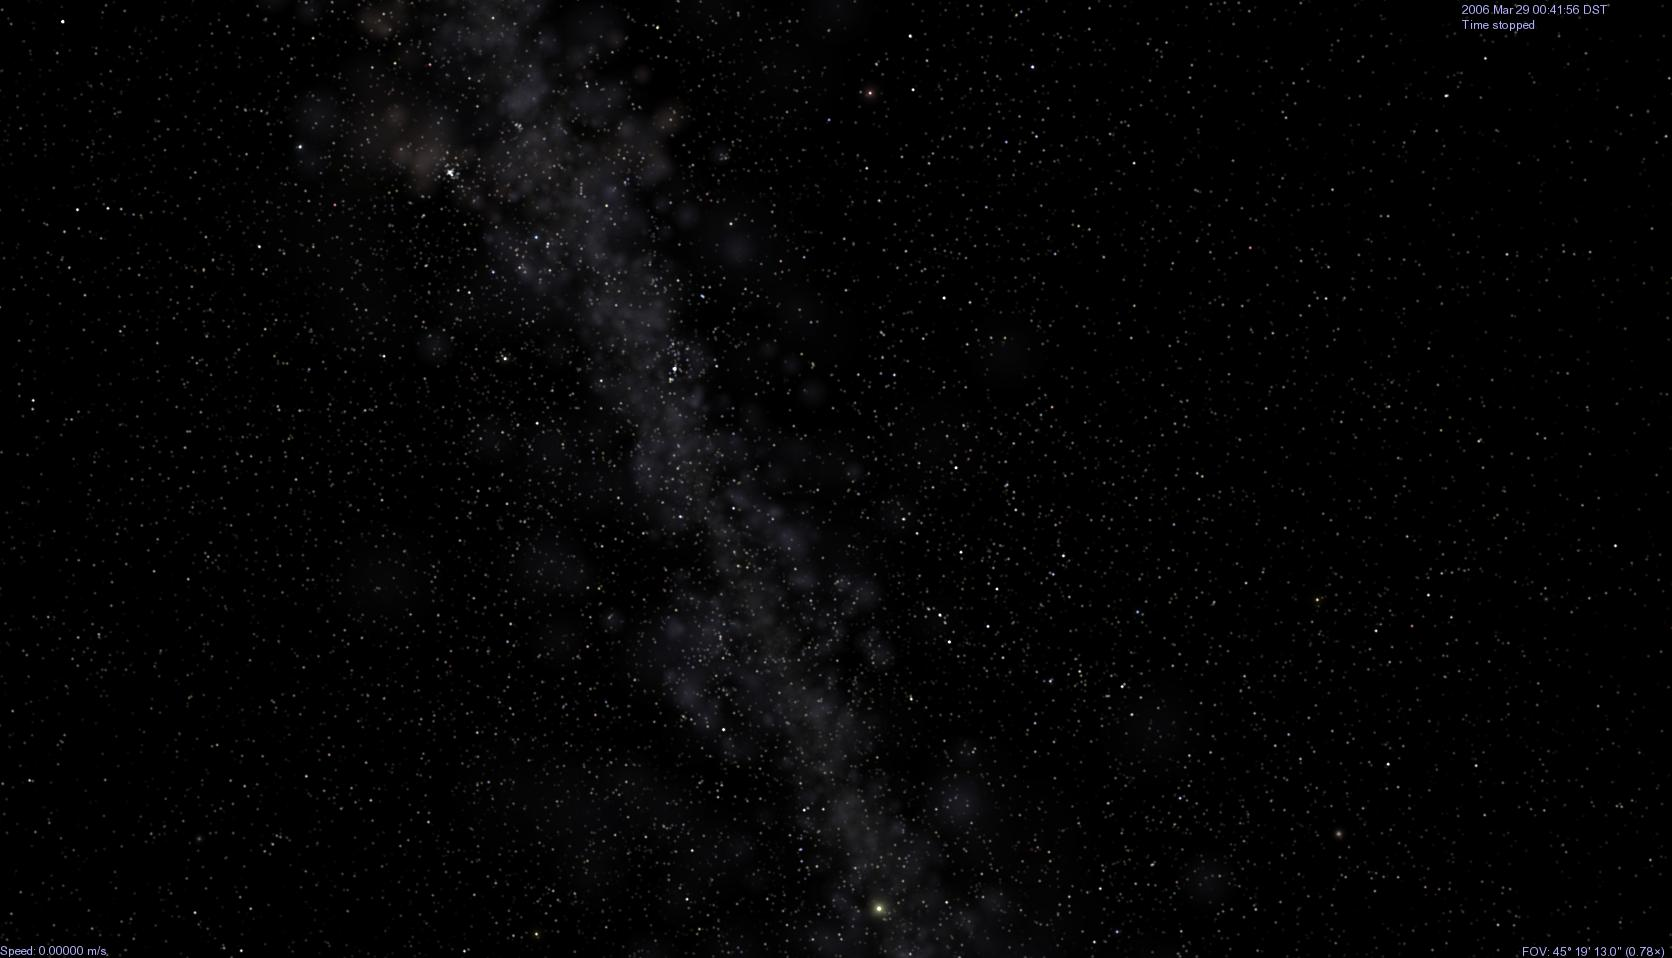 2006 Mar 29 00:41:56 DST
Time stopped
Speed: 0.00000 m/s
FOV: 45° 19' 13.0" (0.78×)